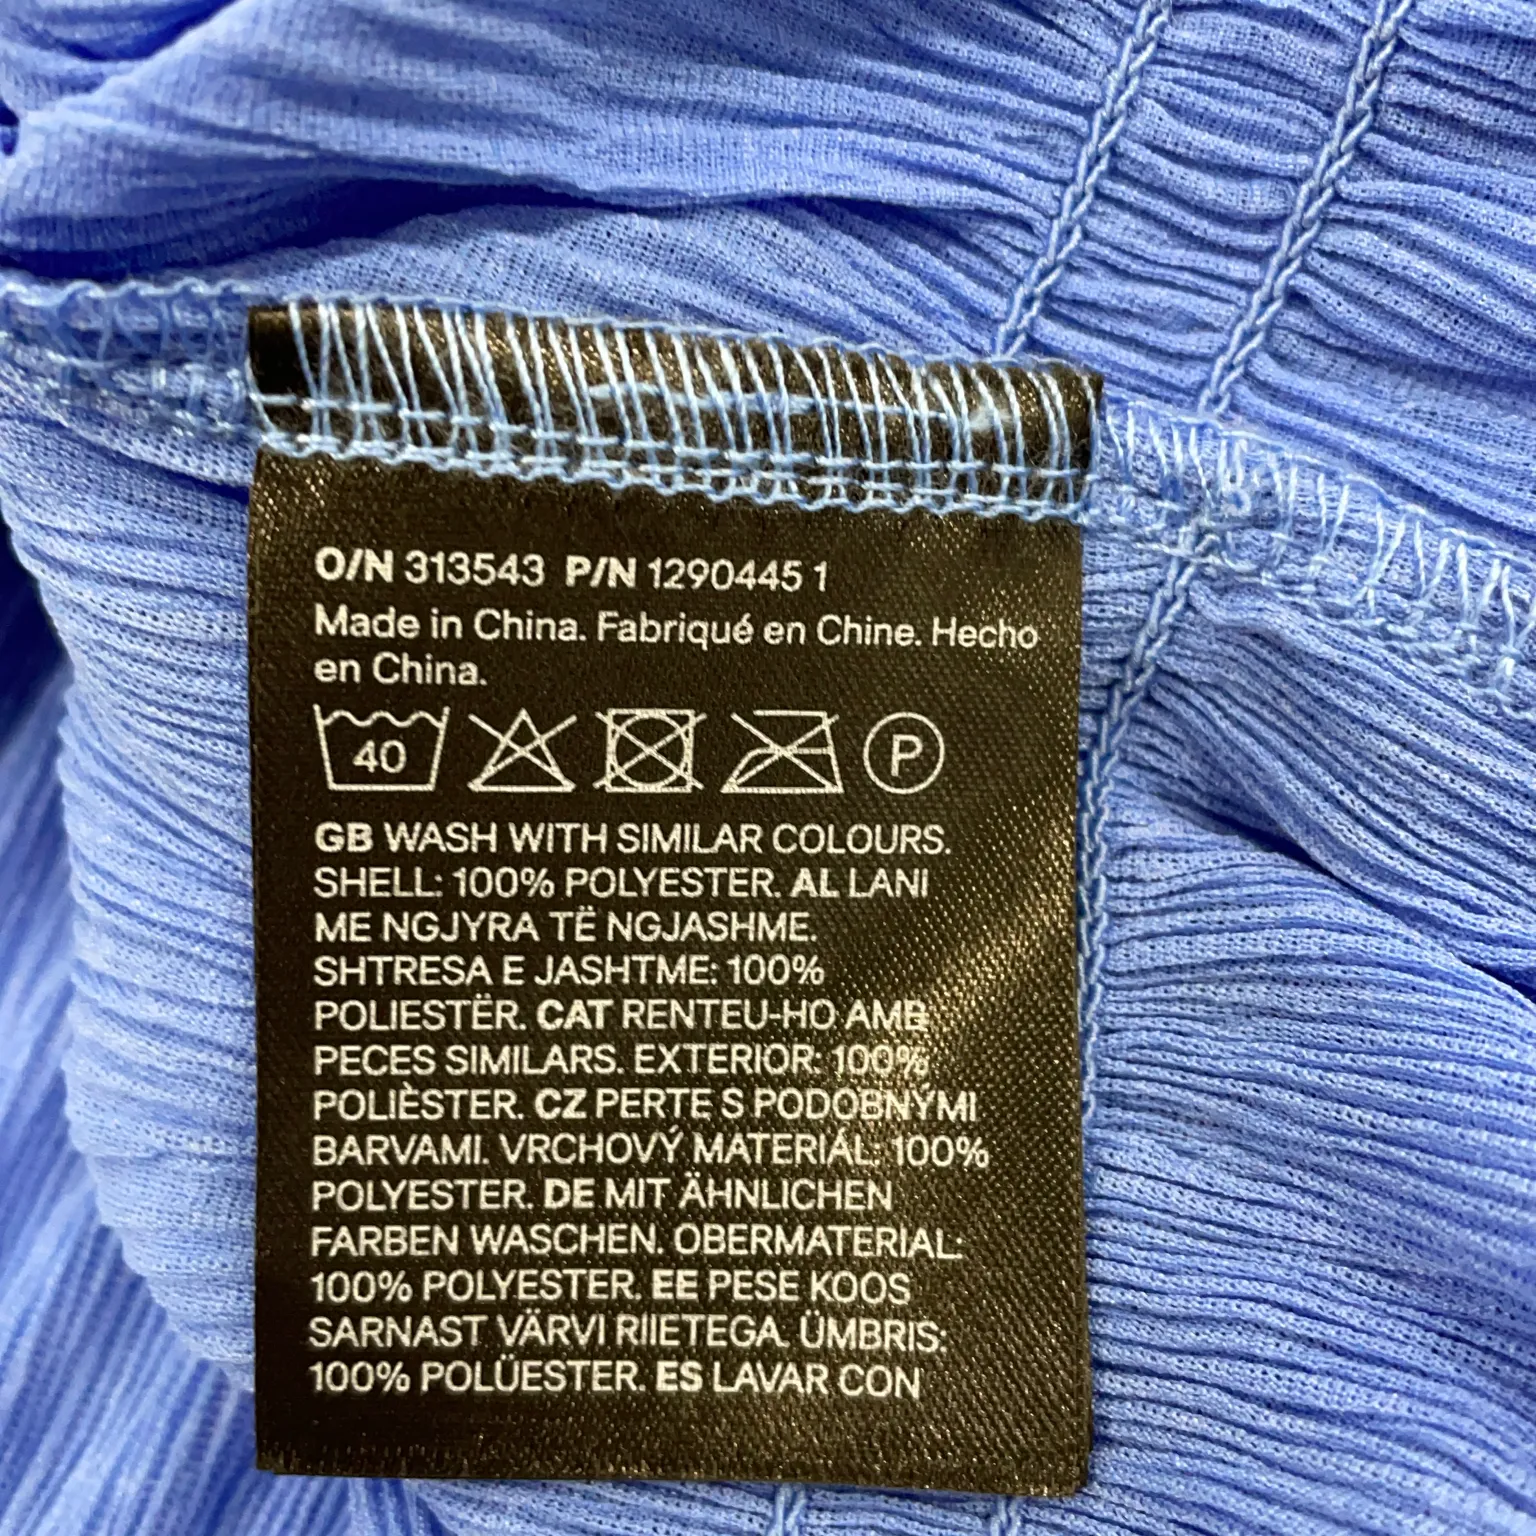 O/N 313543 P/N 1290445 1
Made in China. Fabriqué en Chine. Hecho
en China.
40 P
GB WASH WITH SIMILAR COLOURS.
SHELL: 100% POLYESTER. AL LANI
ME NGJYRA TË NGJASHME.
SHTRESA E JASHTME: 100%
POLIESTËR. CAT RENTEU-HO AMB
PECES SIMILARS. EXTERIOR: 100%
POLIÈSTER. CZ PERTE S PODOBNÝMI
BARVAMI. VRCHOVÝ MATERIÁL: 100%
POLYESTER. DE MIT ÄHNLICHEN
FARBEN WASCHEN. OBERMATERIAL:
100% POLYESTER. EE PESE KOOS
SARNAST VÄRVI RIIETEGA. ÜMBRIS:
100% POLÜESTER. ES LAVAR CON